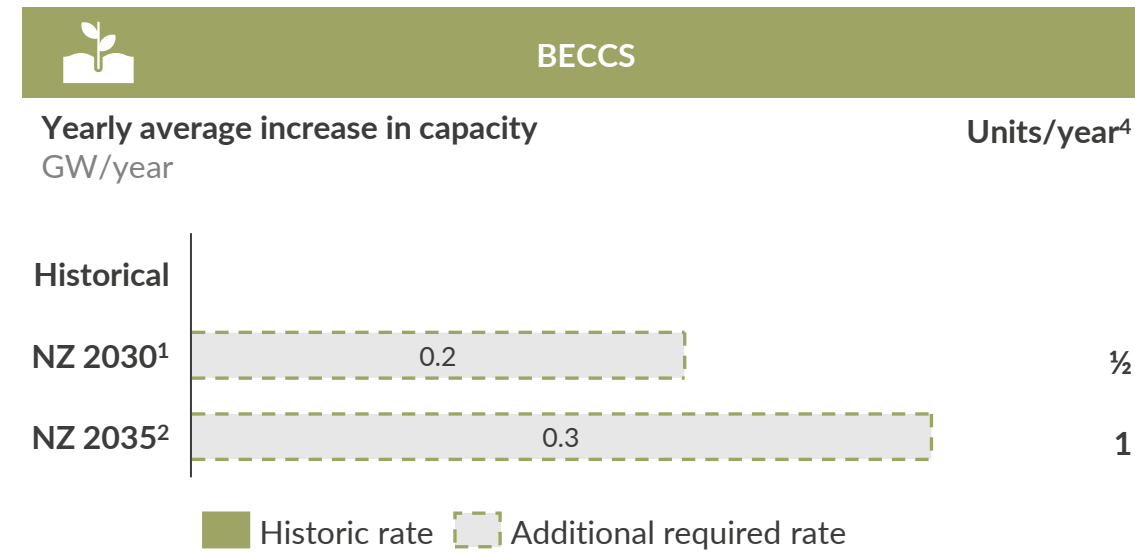 BECCS
Yearly average increase in capacity
Units/year⁴
GW/year
Historical
NZ 2030¹ 0.2 ½
NZ 2035² 0.3 1
Historic rate Additional required rate